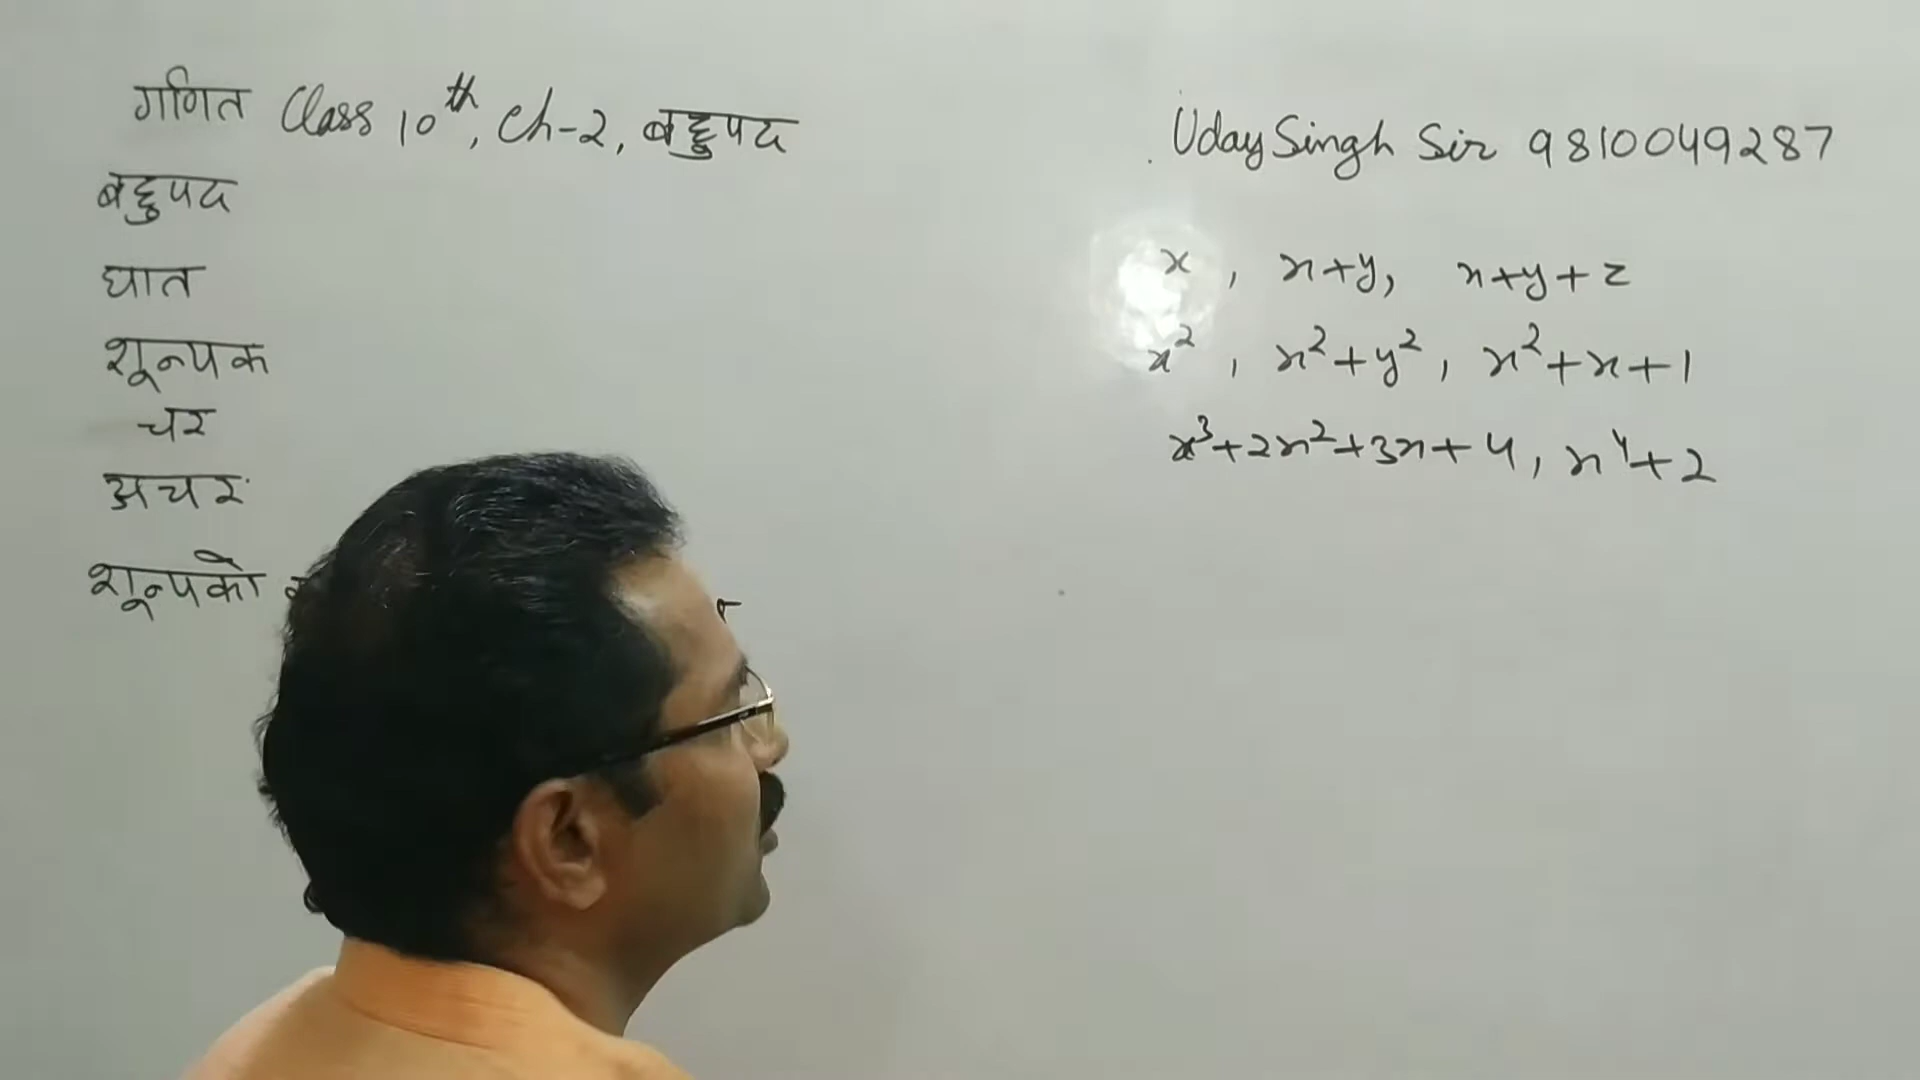 गणित Class 10th, Ch-2, बहुपद
बहुपद
घात
शून्यक
चर
अचर
शून्यको
Uday Singh Sir 9810049287
x, x+y, x+y+z
x², x²+y², x²+x+1
x³+2x²+3x+4, x⁴+2